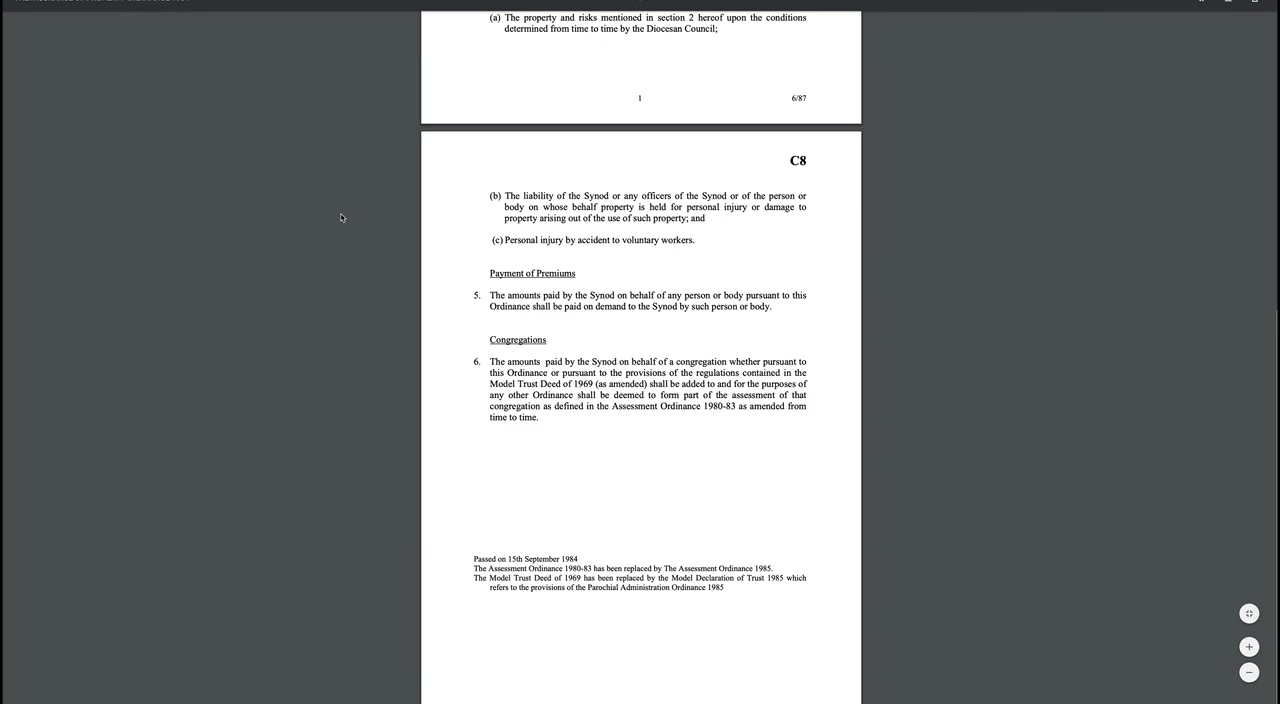 (a) The property and risks mentioned in section 2 hereof upon the conditions
determined from time to time by the Diocesan Council;
1 6/87
C8
(b) The liability of the Synod or any officers of the Synod or of the person or
body on whose behalf property is held for personal injury or damage to
property arising out of the use of such property; and
(c) Personal injury by accident to voluntary workers.
Payment of Premiums
5. The amounts paid by the Synod on behalf of any person or body pursuant to this
Ordinance shall be paid on demand to the Synod by such person or body.
Congregations
6. The amounts paid by the Synod on behalf of a congregation whether pursuant to
this Ordinance or pursuant to the provisions of the regulations contained in the
Model Trust Deed of 1969 (as amended) shall be added to and for the purposes of
any other Ordinance shall be deemed to form part of the assessment of that
congregation as defined in the Assessment Ordinance 1980-83 as amended from
time to time.
Passed on 15th September 1984
The Assessment Ordinance 1980-83 has been replaced by The Assessment Ordinance 1985.
The Model Trust Deed of 1969 has been replaced by the Model Declaration of Trust 1985 which
refers to the provisions of the Parochial Administration Ordinance 1985